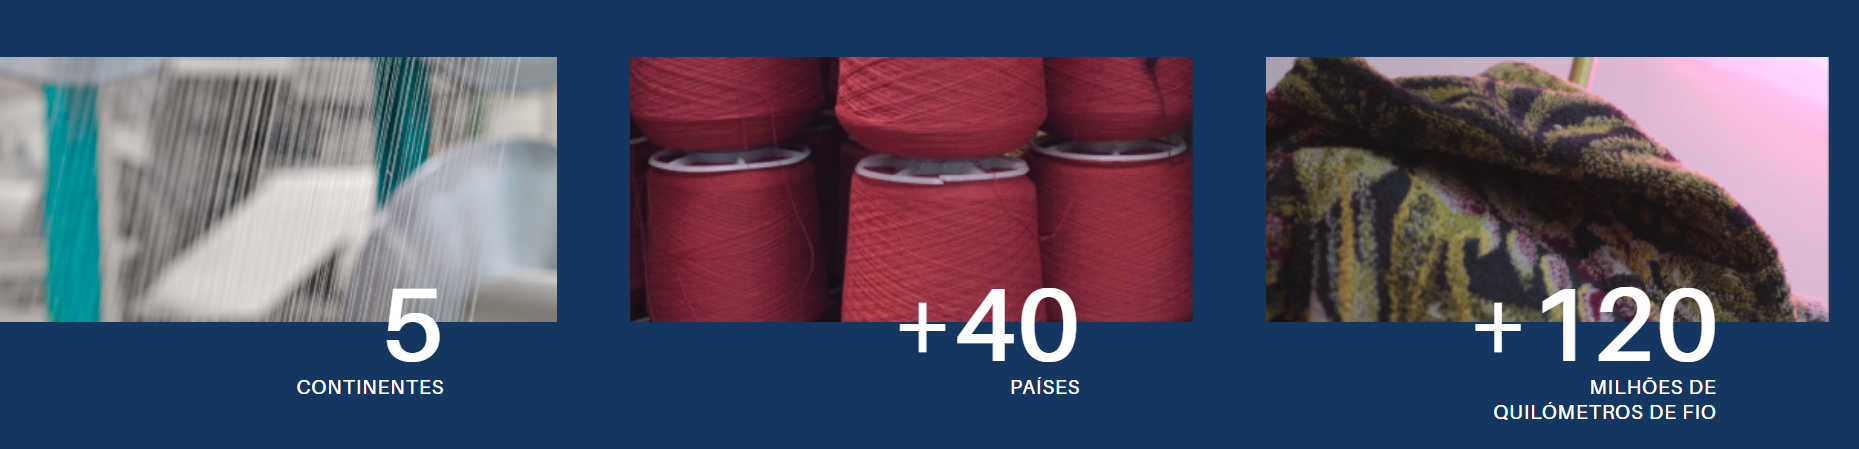 5
CONTINENTES
+40
PAÍSES
+120
MILHÕES DE
QUILÓMETROS DE FIO